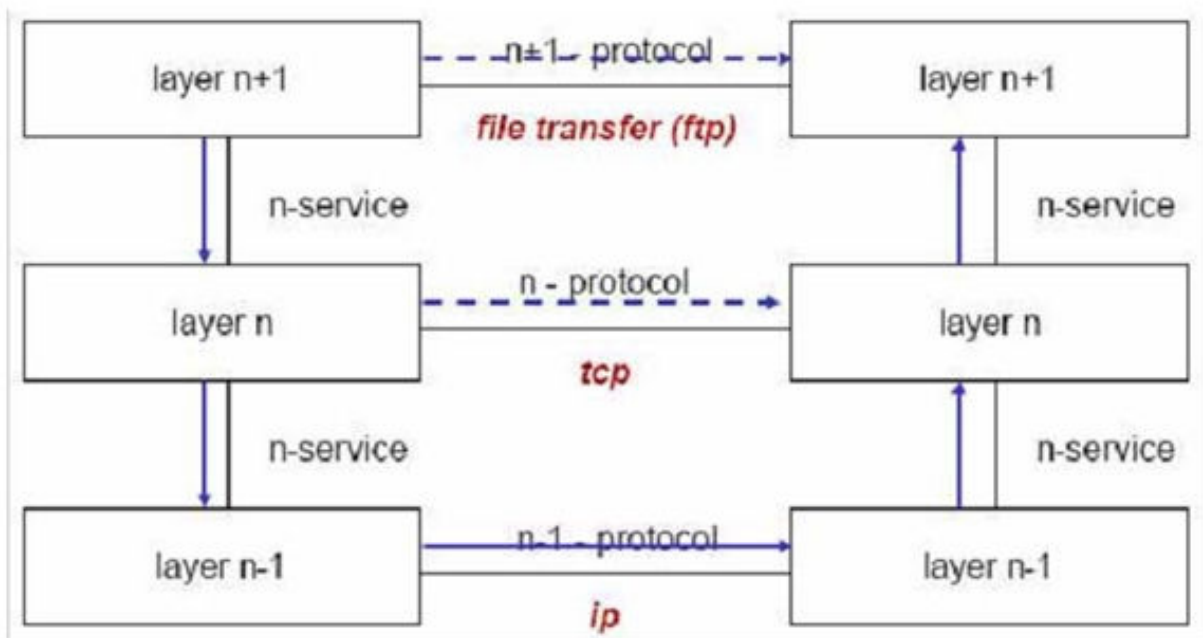 layer n+1
n±1 - protocol
layer n+1
file transfer (ftp)
n-service
n-service
layer n
n - protocol
layer n
tcp
n-service
n-service
layer n-1
n-1 - protocol
layer n-1
ip